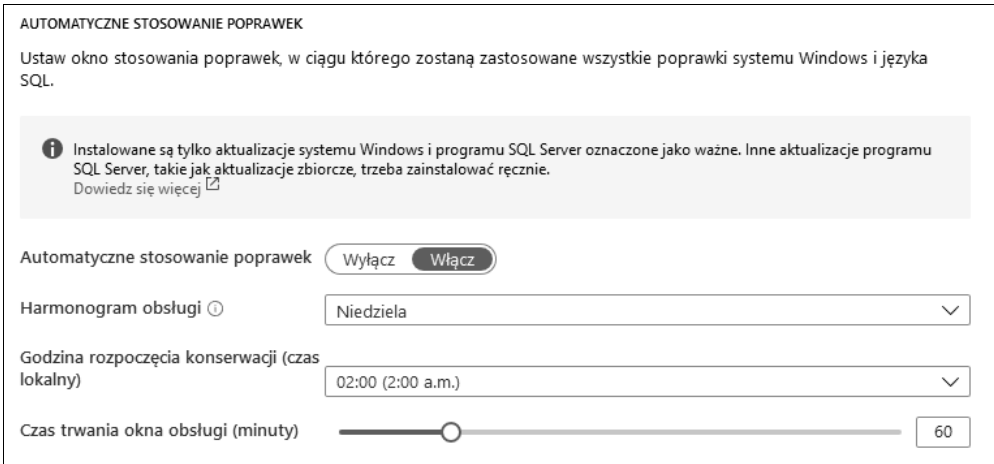 AUTOMATYCZNE STOSOWANIE POPRAWEK
Ustaw okno stosowania poprawek, w ciągu którego zostaną zastosowane wszystkie poprawki systemu Windows i języka
SQL.
Instalowane są tylko aktualizacje systemu Windows i programu SQL Server oznaczone jako ważne. Inne aktualizacje programu
SQL Server, takie jak aktualizacje zbiorcze, trzeba zainstalować ręcznie.
Dowiedz się więcej
Automatyczne stosowanie poprawek Wyłącz Włącz
Harmonogram obsługi Niedziela
Godzina rozpoczęcia konserwacji (czas
lokalny) 02:00 (2:00 a.m.)
Czas trwania okna obsługi (minuty) 60